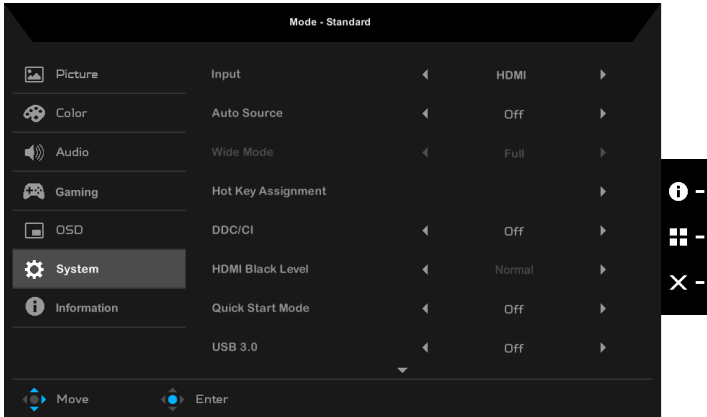 Mode - Standard
Picture
Input HDMI
Color
Auto Source Off
Audio
Wide Mode Full
Gaming
Hot Key Assignment
OSD
DDC/CI Off
System
HDMI Black Level Normal
Information
Quick Start Mode Off
USB 3.0 Off
Move Enter